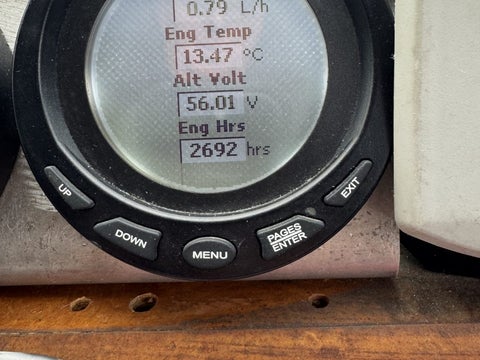 0.79 L/h
Eng Temp
13.47 °C
Alt Volt
56.01 V
Eng Hrs
2692 hrs
UP
DOWN
MENU
PAGES
ENTER
EXIT